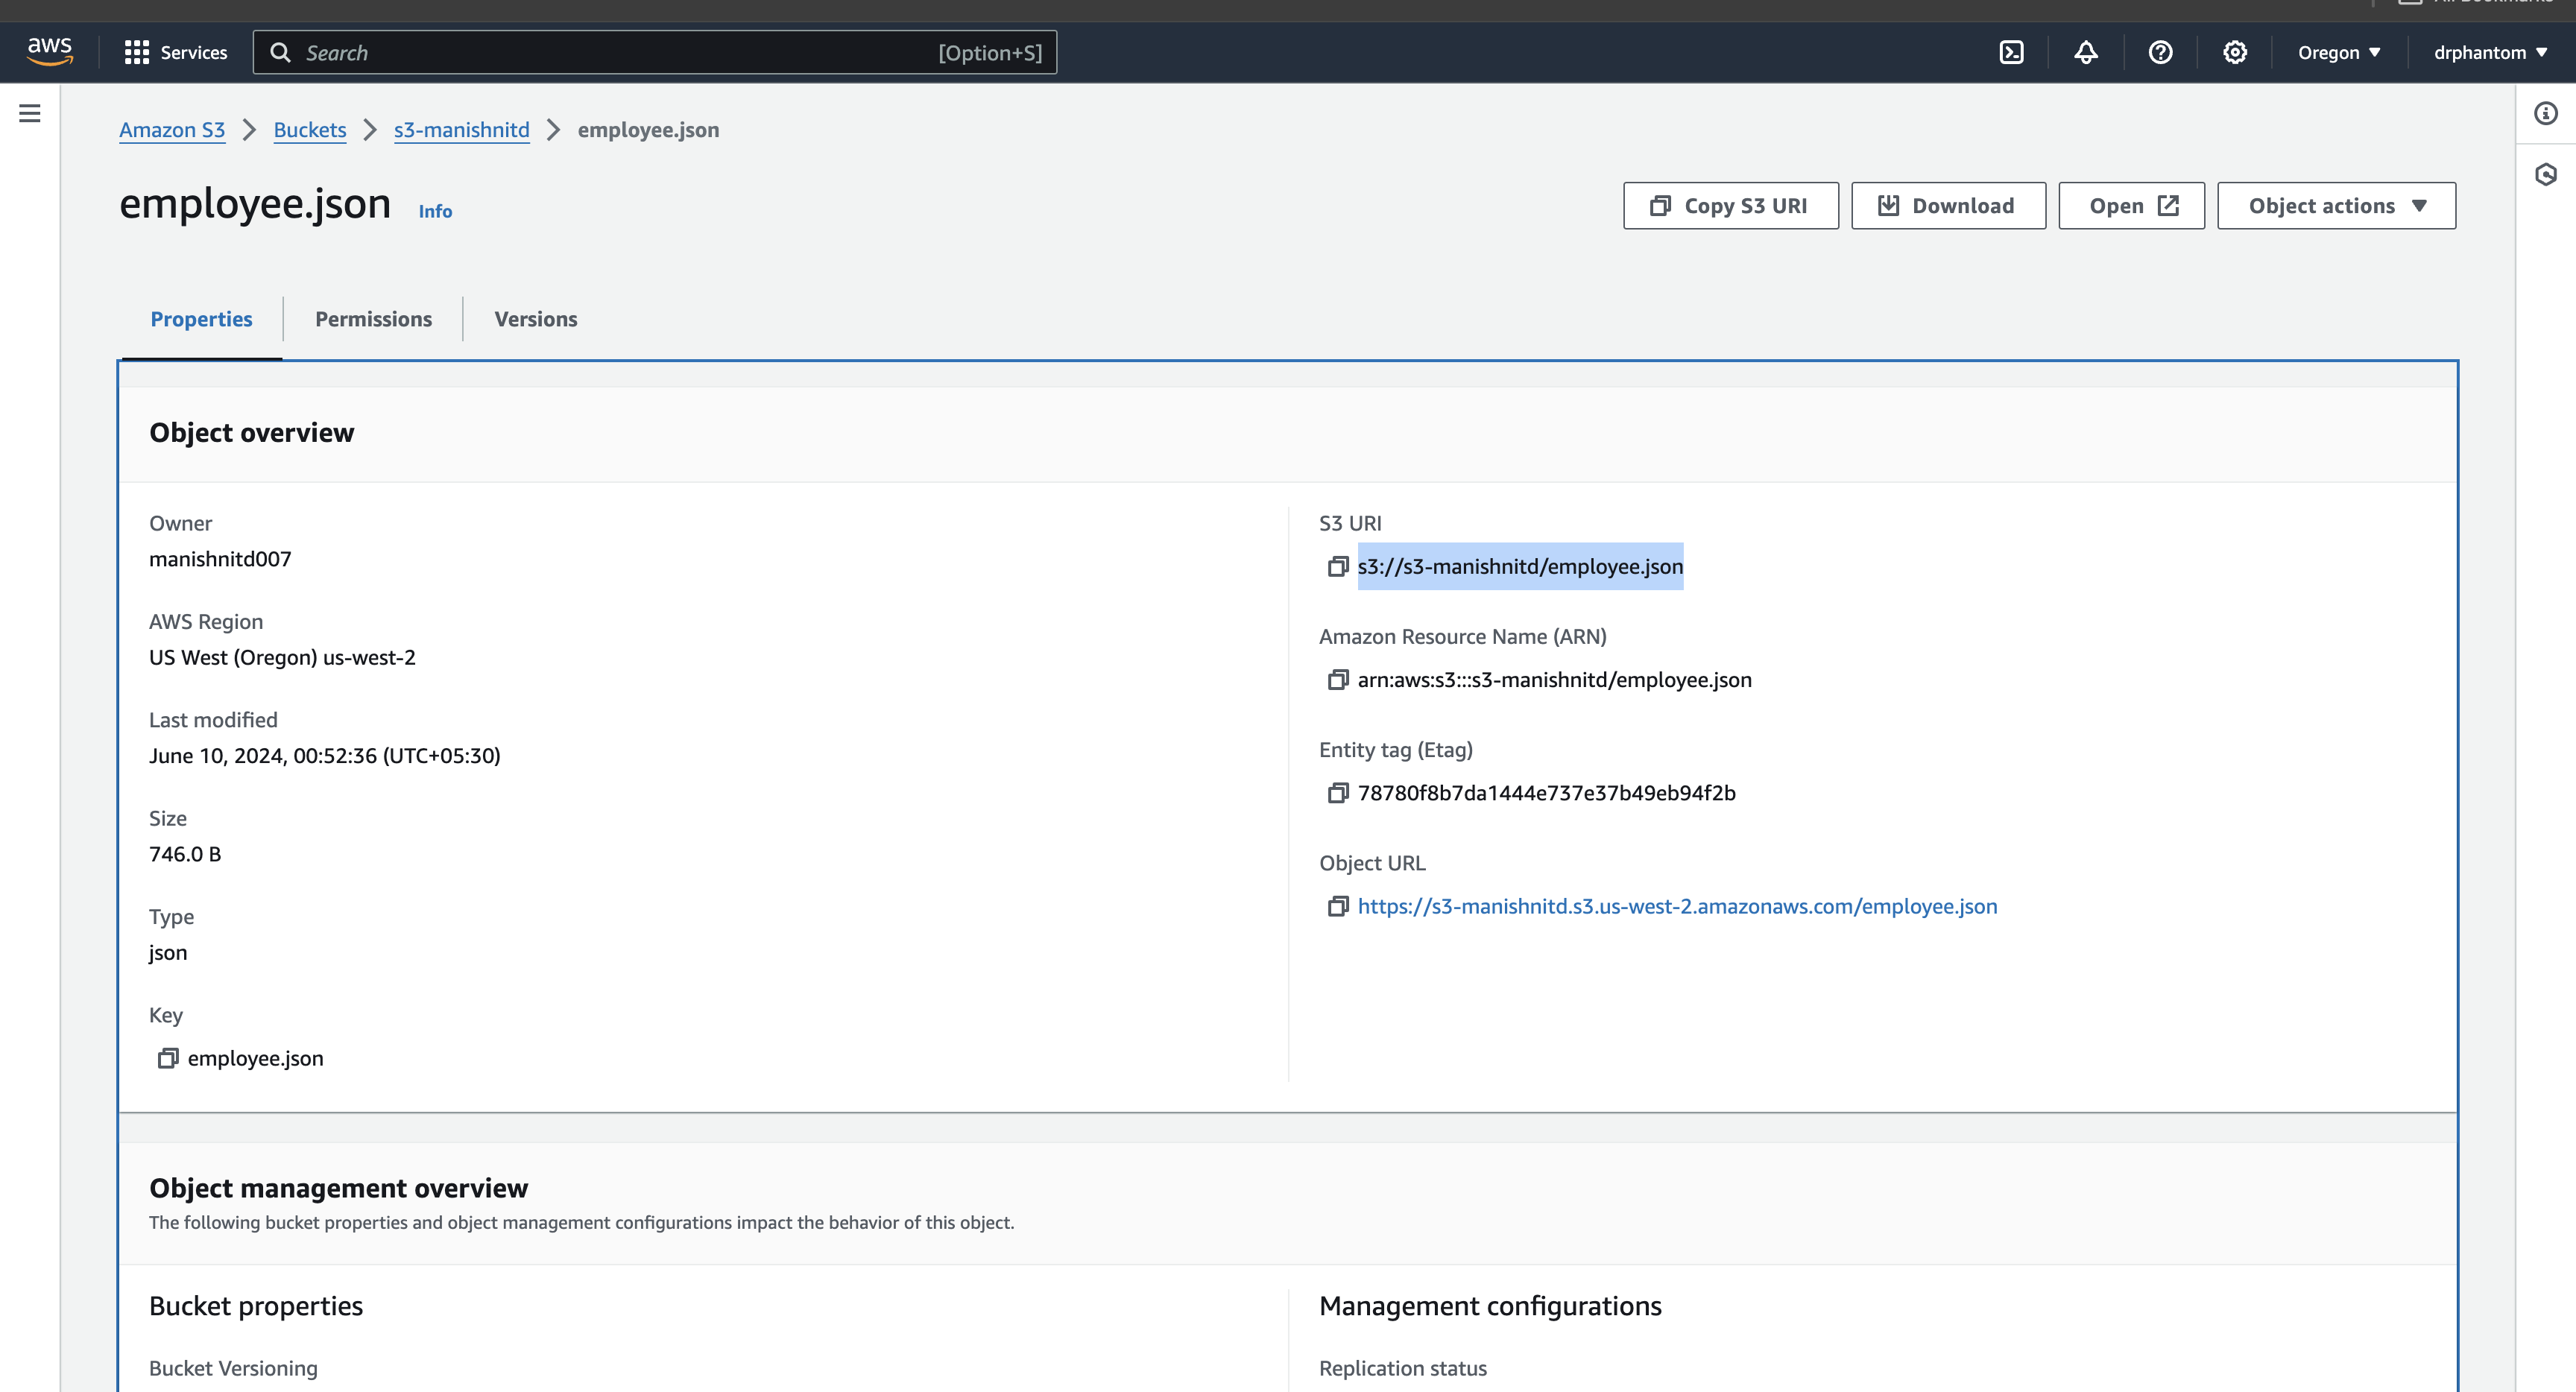 aws
Services
Search
[Option+S]
Oregon
drphantom
Amazon S3
Buckets
s3-manishnitd
employee.json
employee.json
Info
Copy S3 URI
Download
Open
Object actions
Properties
Permissions
Versions
Object overview
Owner
manishnitd007
AWS Region
US West (Oregon) us-west-2
Last modified
June 10, 2024, 00:52:36 (UTC+05:30)
Size
746.0 B
Type
json
Key
employee.json
S3 URI
s3://s3-manishnitd/employee.json
Amazon Resource Name (ARN)
arn:aws:s3:::s3-manishnitd/employee.json
Entity tag (Etag)
78780f8b7da1444e737e37b49eb94f2b
Object URL
https://s3-manishnitd.s3.us-west-2.amazonaws.com/employee.json
Object management overview
The following bucket properties and object management configurations impact the behavior of this object.
Bucket properties
Bucket Versioning
Management configurations
Replication status